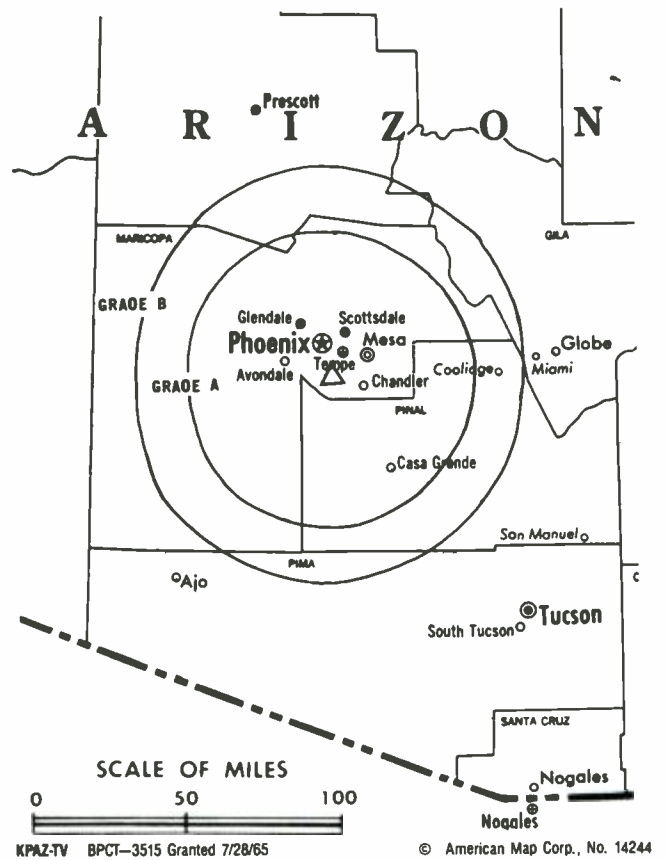 Prescott
A R I Z O N
MARICOPA
GILA
GRADE B
Glendale
Scottsdale
Phoenix
Mesa
Globe
Tempe
Avondale
Coolidge
Miami
GRADE A
Chandler
PINAL
Casa Grande
San Manuel
PIMA
Ajo
Tucson
South Tucson
SANTA CRUZ
SCALE OF MILES
Nogales
0 50 100
Nogales
KPAZ-TV BPCT—3515 Granted 7/28/65 © American Map Corp., No. 14244